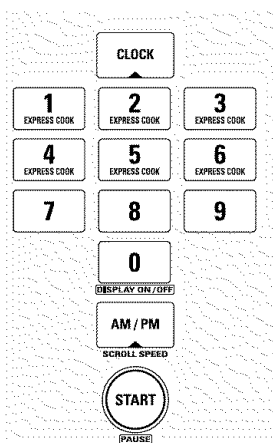 CLOCK
1 2 3
EXPRESS COOK EXPRESS COOK EXPRESS COOK
4 5 6
EXPRESS COOK EXPRESS COOK EXPRESS COOK
7 8 9
0
DISPLAY ON/OFF
AM/PM
SCROLL SPEED
START
PAUSE